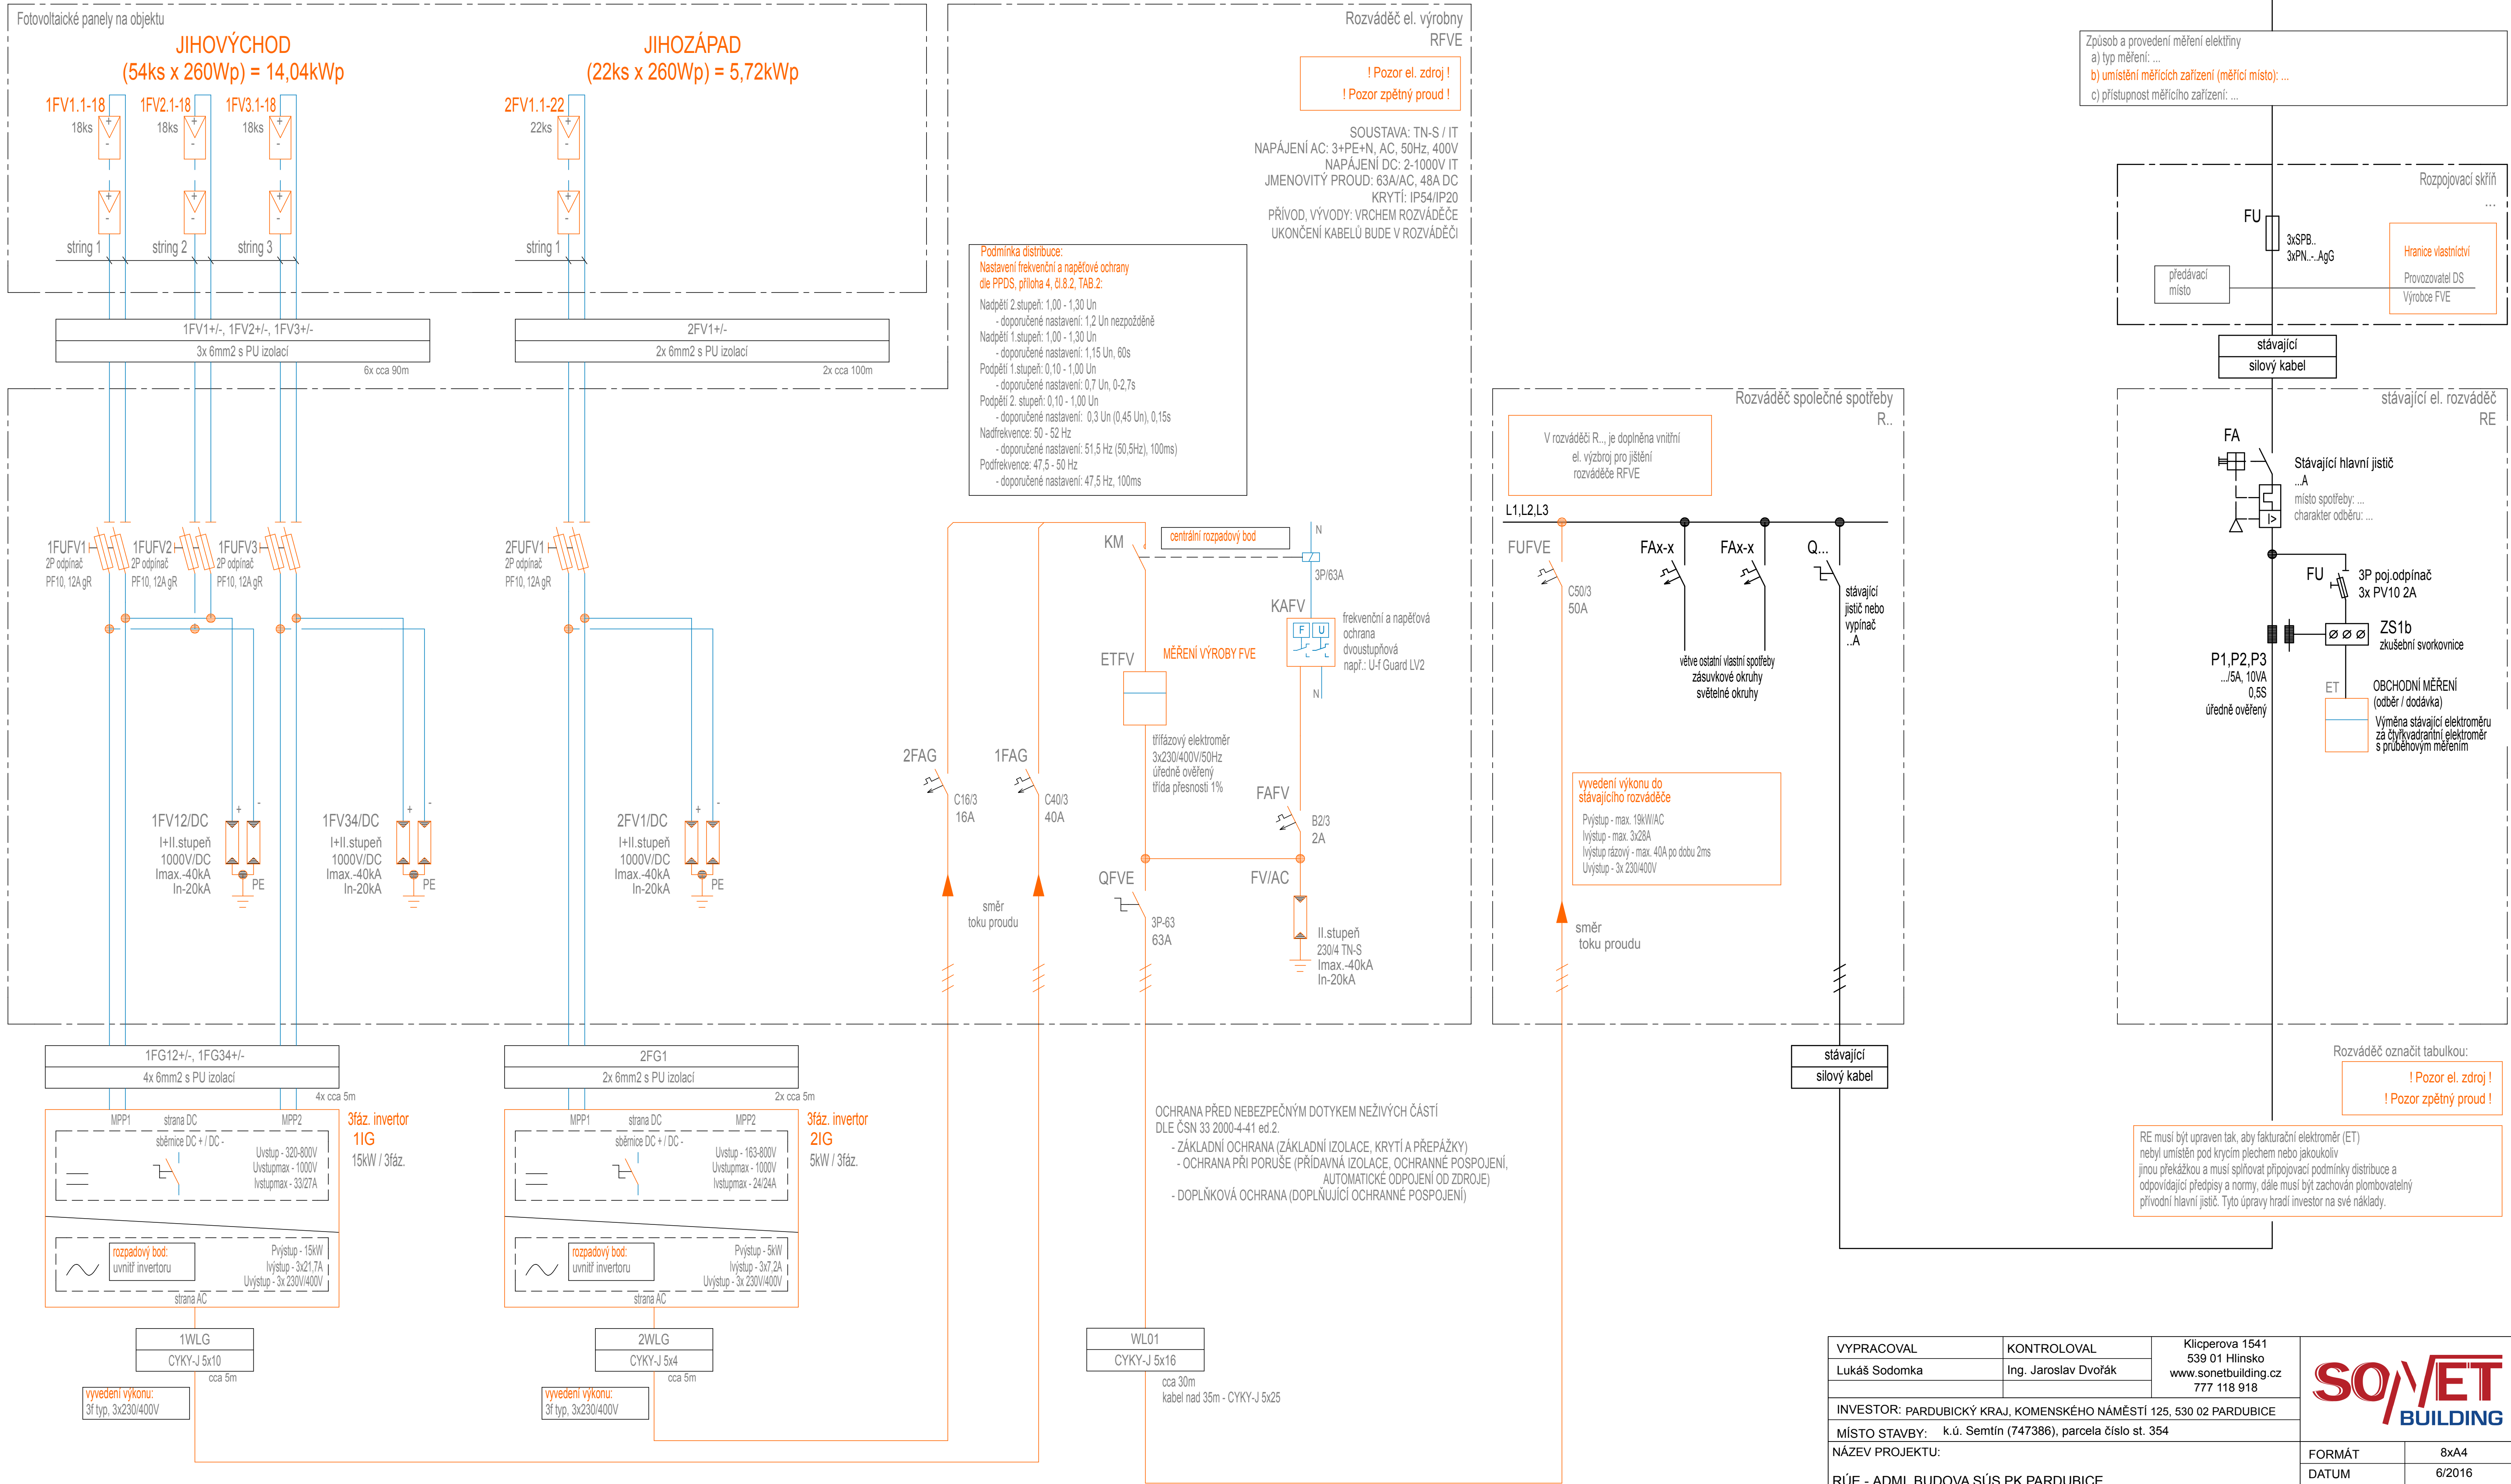 Fotovoltaické panely na objektu
JIHOVÝCHOD
(54ks x 260Wp) = 14,04kWp
JIHOZÁPAD
(22ks x 260Wp) = 5,72kWp
1FV1.1-18
18ks
1FV2.1-18
18ks
1FV3.1-18
18ks
2FV1.1-22
22ks
+
-
+
-
+
-
+
-
+
-
+
-
+
-
+
-
string 1
string 2
string 3
string 1
1FV1+/-, 1FV2+/-, 1FV3+/-
3x 6mm2 s PU izolací
6x cca 90m
2FV1+/-
2x 6mm2 s PU izolací
2x cca 100m
Rozváděč el. výrobny
RFVE
! Pozor el. zdroj !
! Pozor zpětný proud !
SOUSTAVA: TN-S / IT
NAPÁJENÍ AC: 3+PE+N, AC, 50Hz, 400V
NAPÁJENÍ DC: 2-1000V IT
JMENOVITÝ PROUD: 63A/AC, 48A DC
KRYTÍ: IP54/IP20
PŘÍVOD, VÝVODY: VRCHEM ROZVÁDĚČE
UKONČENÍ KABELŮ BUDE V ROZVÁDĚČI
Podmínka distribuce:
Nastavení frekvenční a napěťové ochrany
dle PPDS, příloha 4, čl.8.2, TAB.2:
Nadpětí 2.stupeň: 1,00 - 1,30 Un
- doporučené nastavení: 1,2 Un nezpožděně
Nadpětí 1.stupeň: 1,00 - 1,30 Un
- doporučené nastavení: 1,15 Un, 60s
Podpětí 1.stupeň: 0,10 - 1,00 Un
- doporučené nastavení: 0,7 Un, 0-2,7s
Podpětí 2. stupeň: 0,10 - 1,00 Un
- doporučené nastavení: 0,3 Un (0,45 Un), 0,15s
Nadfrekvence: 50 - 52 Hz
- doporučené nastavení: 51,5 Hz (50,5Hz), 100ms)
Podfrekvence: 47,5 - 50 Hz
- doporučené nastavení: 47,5 Hz, 100ms
1FUFV1
2P odpínač
PF10, 12A gR
1FUFV2
2P odpínač
PF10, 12A gR
1FUFV3
2P odpínač
PF10, 12A gR
2FUFV1
2P odpínač
PF10, 12A gR
1FV12/DC
I+II.stupeň
1000V/DC
Imax.-40kA
In-20kA
+
-
PE
1FV34/DC
I+II.stupeň
1000V/DC
Imax.-40kA
In-20kA
+
-
PE
2FV1/DC
I+II.stupeň
1000V/DC
Imax.-40kA
In-20kA
+
-
PE
2FAG
C16/3
16A
1FAG
C40/3
40A
směr
toku proudu
KM
centrální rozpadový bod
N
3P/63A
KAFV
F
U
frekvenční a napěťová
ochrana
dvoustupňová
např.: U-f Guard LV2
N
ETFV
MĚŘENÍ VÝROBY FVE
třífázový elektroměr
3x230/400V/50Hz
úředně ověřený
třída přesnosti 1%
FAFV
B2/3
2A
QFVE
3P-63
63A
FV/AC
II.stupeň
230/4 TN-S
Imax.-40kA
In-20kA
Rozváděč společné spotřeby
R..
V rozváděči R.., je doplněna vnitřní
el. výzbroj pro jištění
rozváděče RFVE
L1,L2,L3
FUFVE
C50/3
50A
FAx-x
FAx-x
Q...
stávající
jistič nebo
vypínač
..A
větve ostatní vlastní spotřeby
zásuvkové okruhy
světelné okruhy
vyvedení výkonu do
stávajícího rozváděče
Pvýstup - max. 19kW/AC
Ivýstup - max. 3x28A
Ivýstup rázový - max. 40A po dobu 2ms
Uvýstup - 3x 230/400V
směr
toku proudu
stávající
silový kabel
Způsob a provedení měření elektřiny
a) typ měření: ...
b) umístění měřicích zařízení (měřicí místo): ...
c) přístupnost měřicího zařízení: ...
Rozpojovací skříň
...
FU
3xSPB..
3xPN..-..AgG
předávací
místo
Hranice vlastnictví
Provozovatel DS
Výrobce FVE
stávající
silový kabel
stávající el. rozváděč
RE
FA
I>
Stávající hlavní jistič
...A
místo spotřeby: ...
charakter odběru: ...
FU
3P poj.odpínač
3x PV10 2A
ZS1b
zkušební svorkovnice
P1,P2,P3
.../5A, 10VA
0,5S
úředně ověřený
ET
OBCHODNÍ MĚŘENÍ
(odběr / dodávka)
Výměna stávající elektroměru
za čtyřkvadrantní elektroměr
s průběhovým měřením
Rozváděč označit tabulkou:
! Pozor el. zdroj !
! Pozor zpětný proud !
RE musí být upraven tak, aby fakturační elektroměr (ET)
nebyl umístěn pod krycím plechem nebo jakoukoliv
jinou překážkou a musí splňovat připojovací podmínky distribuce a
odpovídající předpisy a normy, dále musí být zachován plombovatelný
přívodní hlavní jistič. Tyto úpravy hradí investor na své náklady.
1FG12+/-, 1FG34+/-
4x 6mm2 s PU izolací
4x cca 5m
2FG1
2x 6mm2 s PU izolací
2x cca 5m
MPP1
strana DC
MPP2
sběrnice DC + / DC -
Uvstup - 320-800V
Uvstupmax - 1000V
Ivstupmax - 33/27A
3fáz. invertor
1IG
15kW / 3fáz.
rozpadový bod:
uvnitř invertoru
Pvýstup - 15kW
Ivýstup - 3x21,7A
Uvýstup - 3x 230V/400V
strana AC
MPP1
strana DC
MPP2
sběrnice DC + / DC -
Uvstup - 163-800V
Uvstupmax - 1000V
Ivstupmax - 24/24A
3fáz. invertor
2IG
5kW / 3fáz.
rozpadový bod:
uvnitř invertoru
Pvýstup - 5kW
Ivýstup - 3x7,2A
Uvýstup - 3x 230V/400V
strana AC
1WLG
CYKY-J 5x10
cca 5m
vyvedení výkonu:
3f typ, 3x230/400V
2WLG
CYKY-J 5x4
cca 5m
vyvedení výkonu:
3f typ, 3x230/400V
WL01
CYKY-J 5x16
cca 30m
kabel nad 35m - CYKY-J 5x25
OCHRANA PŘED NEBEZPEČNÝM DOTYKEM NEŽIVÝCH ČÁSTÍ
DLE ČSN 33 2000-4-41 ed.2.
- ZÁKLADNÍ OCHRANA (ZÁKLADNÍ IZOLACE, KRYTÍ A PŘEPÁŽKY)
- OCHRANA PŘI PORUŠE (PŘÍDAVNÁ IZOLACE, OCHRANNÉ POSPOJENÍ,
AUTOMATICKÉ ODPOJENÍ OD ZDROJE)
- DOPLŇKOVÁ OCHRANA (DOPLŇUJÍCÍ OCHRANNÉ POSPOJENÍ)
VYPRACOVAL
KONTROLOVAL
Lukáš Sodomka
Ing. Jaroslav Dvořák
Klicperova 1541
539 01 Hlinsko
www.sonetbuilding.cz
777 118 918
SONET
BUILDING
INVESTOR: PARDUBICKÝ KRAJ, KOMENSKÉHO NÁMĚSTÍ 125, 530 02 PARDUBICE
MÍSTO STAVBY: k.ú. Semtín (747386), parcela číslo st. 354
NÁZEV PROJEKTU:
RÚE - ADMI. BUDOVA SÚS PK PARDUBICE
FORMÁT
8xA4
DATUM
6/2016